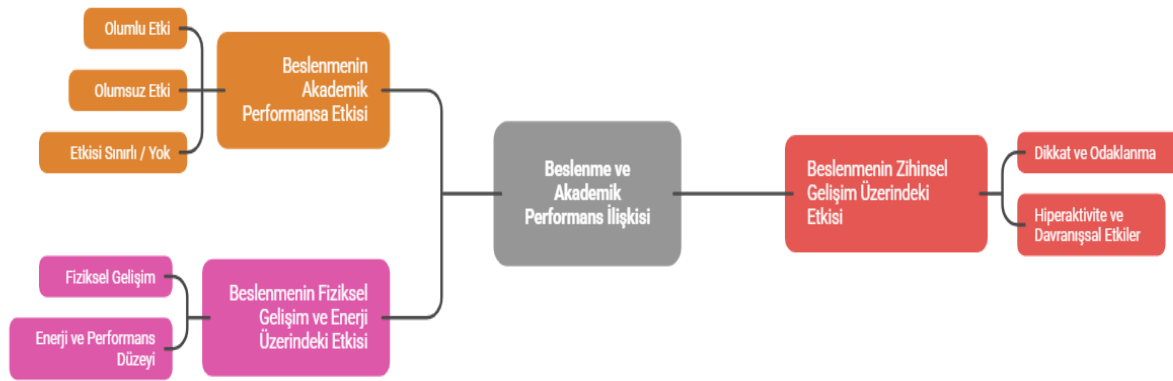 Olumlu Etki
Olumsuz Etki
Etkisi Sınırlı / Yok
Beslenmenin
Akademik
Performansa Etkisi
Fiziksel Gelişim
Enerji ve Performans
Düzeyi
Beslenmenin Fiziksel
Gelişim ve Enerji
Üzerindeki Etkisi
Beslenme ve
Akademik
Performans İlişkisi
Beslenmenin Zihinsel
Gelişim Üzerindeki
Etkisi
Dikkat ve Odaklanma
Hiperaktivite ve
Davranışsal Etkiler